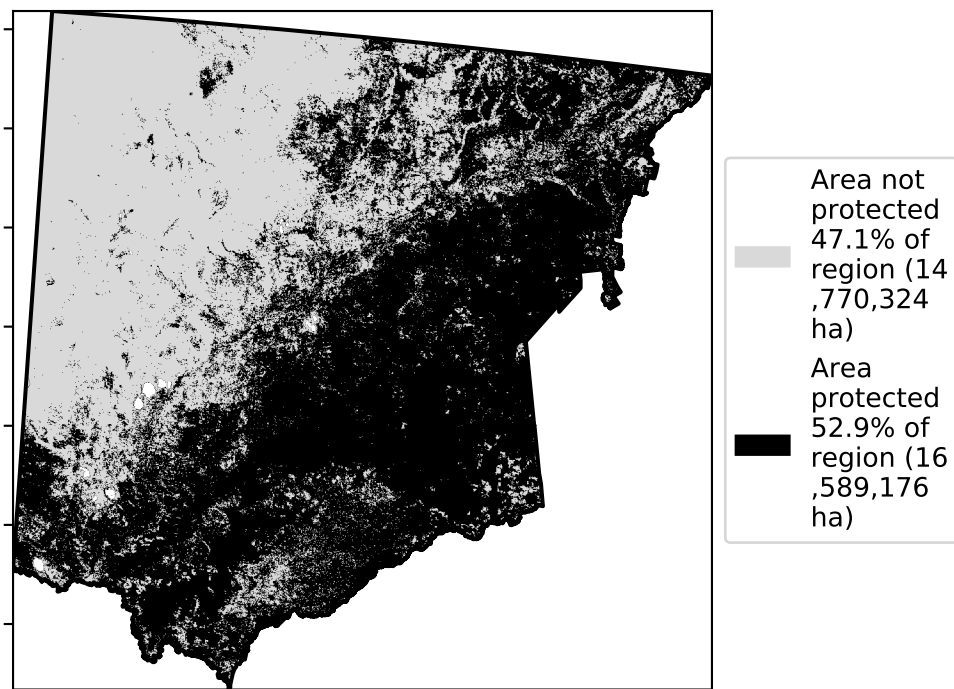 Area not
protected
47.1% of
region (14
,770,324
ha)
Area
protected
52.9% of
region (16
,589,176
ha)